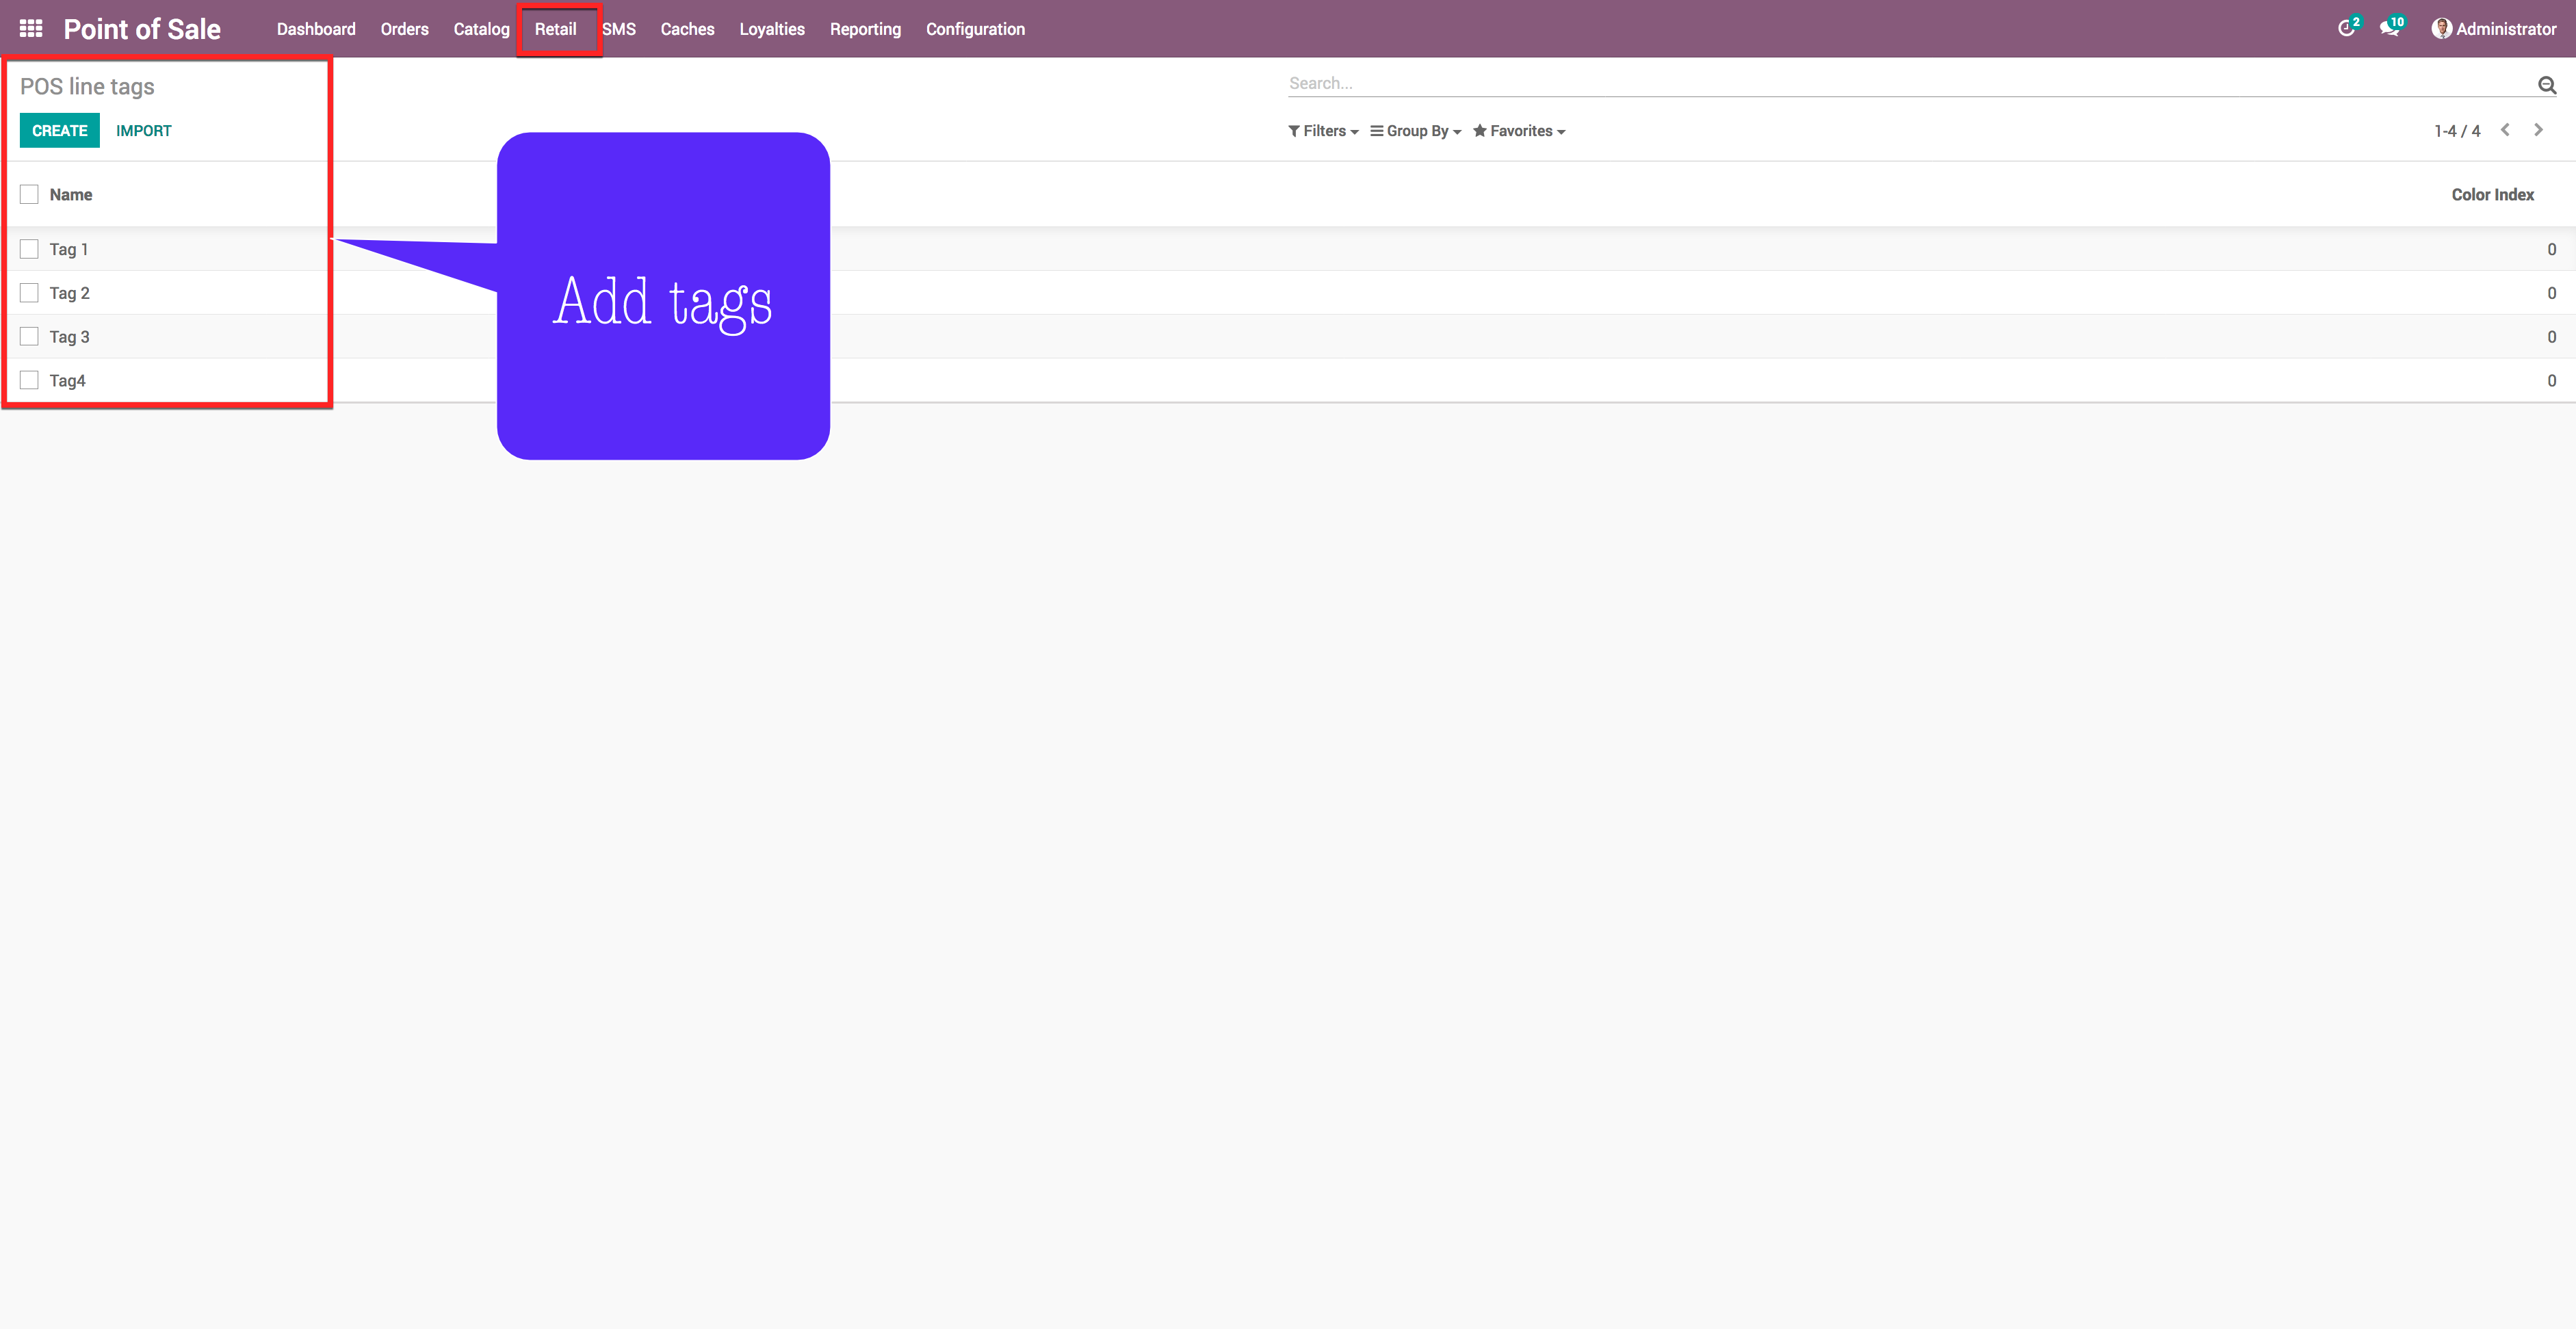 Point of Sale Dashboard Orders Catalog Retail SMS Caches Loyalties Reporting Configuration 2 10 Administrator
POS line tags
Search...
CREATE IMPORT
Filters Group By Favorites 1-4 / 4
Name Color Index
Tag 1 0
Tag 2 0
Tag 3 0
Tag4 0
Add tags